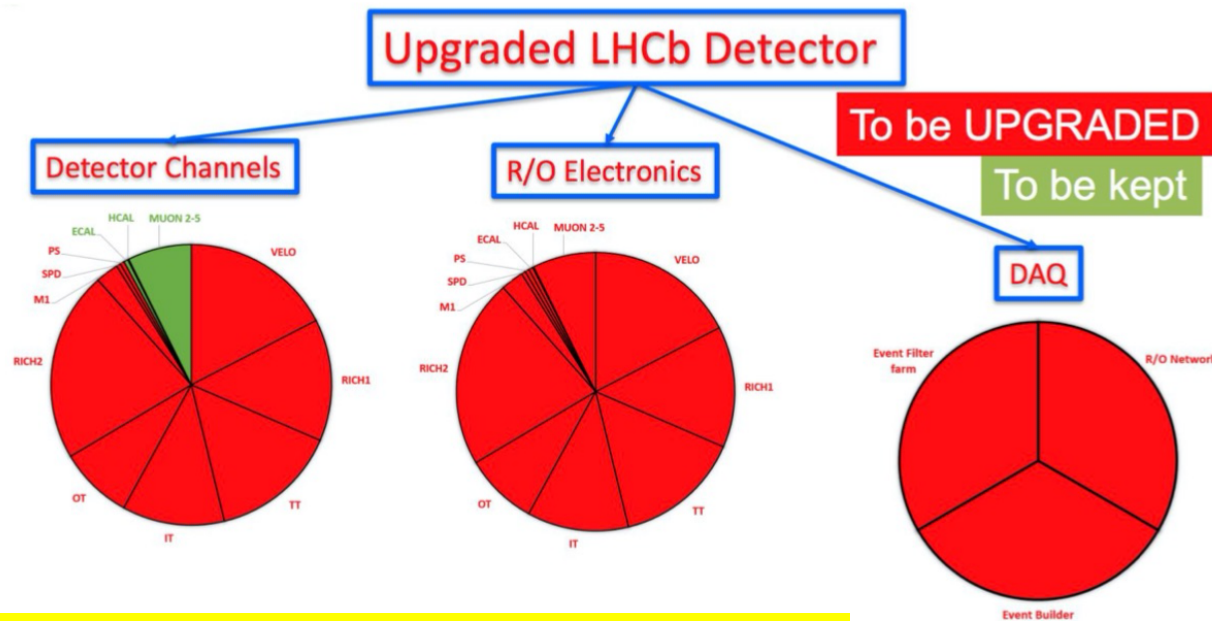 Upgraded LHCb Detector
To be UPGRADED
To be kept
Detector Channels
R/O Electronics
DAQ
HCAL
MUON 2-5
ECAL
PS
SPD
M1
VELO
RICH2
RICH1
OT
TT
IT
HCAL
MUON 2-5
ECAL
PS
SPD
M1
VELO
RICH2
RICH1
OT
TT
IT
Event Filter
farm
R/O Network
Event Builder